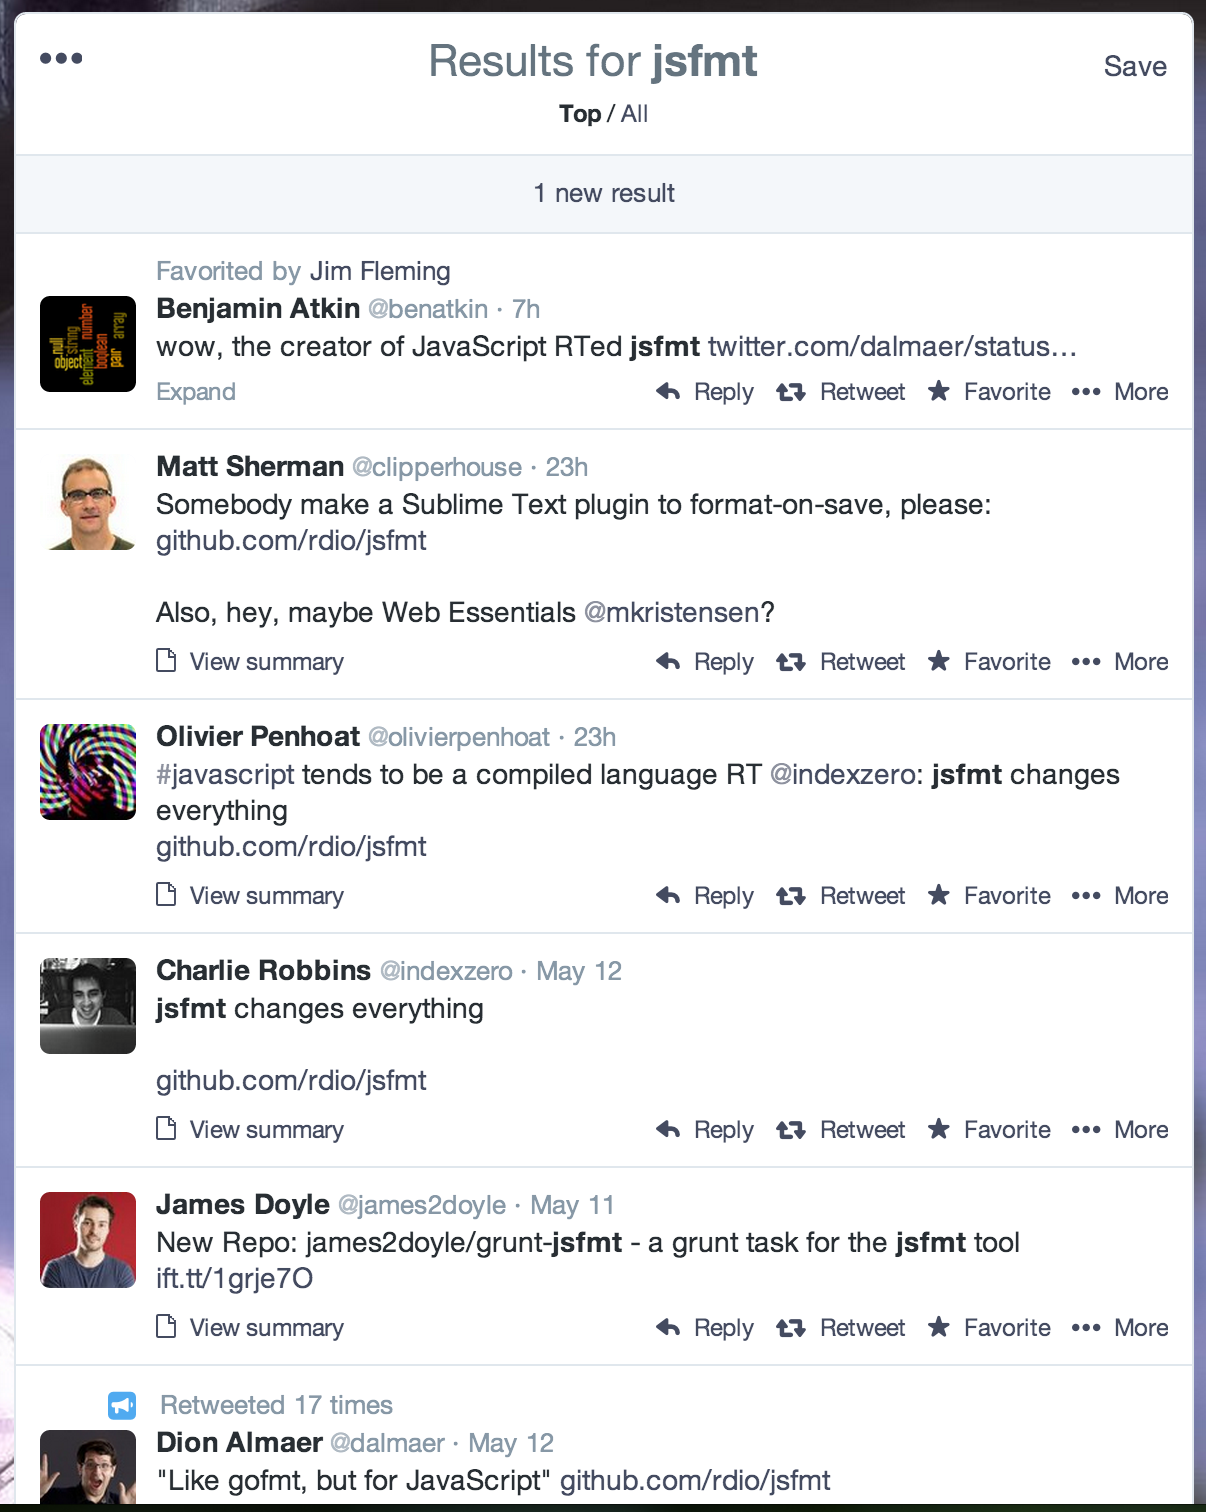 Results for jsfmt
Save
Top / All
1 new result
Favorited by Jim Fleming
Benjamin Atkin @benatkin · 7h
wow, the creator of JavaScript RTed jsfmt twitter.com/dalmaer/status…
Expand Reply Retweet Favorite More
null
string
object
element
number
boolean
pair
array
Matt Sherman @clipperhouse · 23h
Somebody make a Sublime Text plugin to format-on-save, please:
github.com/rdio/jsfmt
Also, hey, maybe Web Essentials @mkristensen?
View summary Reply Retweet Favorite More
Olivier Penhoat @olivierpenhoat · 23h
#javascript tends to be a compiled language RT @indexzero: jsfmt changes
everything
github.com/rdio/jsfmt
View summary Reply Retweet Favorite More
Charlie Robbins @indexzero · May 12
jsfmt changes everything
github.com/rdio/jsfmt
View summary Reply Retweet Favorite More
James Doyle @james2doyle · May 11
New Repo: james2doyle/grunt-jsfmt - a grunt task for the jsfmt tool
ift.tt/1grje7O
View summary Reply Retweet Favorite More
Retweeted 17 times
Dion Almaer @dalmaer · May 12
"Like gofmt, but for JavaScript" github.com/rdio/jsfmt